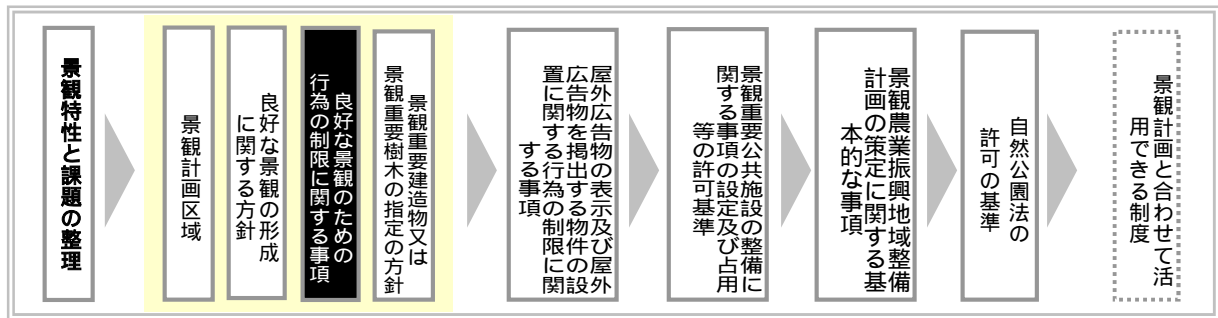 景観特性と課題の整理
景観計画区域
良好な景観の形成
に関する方針
良好な景観のための
行為の制限に関する事項
景観重要建造物又は
景観重要樹木の指定の方針
屋外広告物の表示及び屋外
広告物を掲出する物件の設
置に関する行為の制限に関
する事項
景観重要公共施設の整備に
関する事項の設定及び占用
等の許可基準
景観農業振興地域整備
計画の策定に関する基
本的な事項
自然公園法の
許可の基準
景観計画と合わせて活
用できる制度